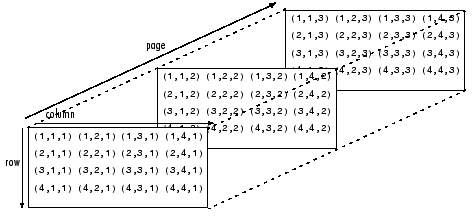 page
(1,1,3) (1,2,3) (1,3,3) (1,4,3)
(2,1,3) (2,2,3) (2,3,3) (2,4,3)
(3,1,3) (3,2,3) (3,3,3) (3,4,3)
4,2,3) (4,3,3) (4,4,3)
(1,1,2) (1,2,2) (1,3,2) (1,4,2)
(2,1,2) (2,2,2) (2,3,2) (2,4,2)
(3,1,2) (3,2,2) (3,3,2) (3,4,2)
(4,3,2) (4,4,2)
column
row
(1,1,1) (1,2,1) (1,3,1) (1,4,1)
(2,1,1) (2,2,1) (2,3,1) (2,4,1)
(3,1,1) (3,2,1) (3,3,1) (3,4,1)
(4,1,1) (4,2,1) (4,3,1) (4,4,1)